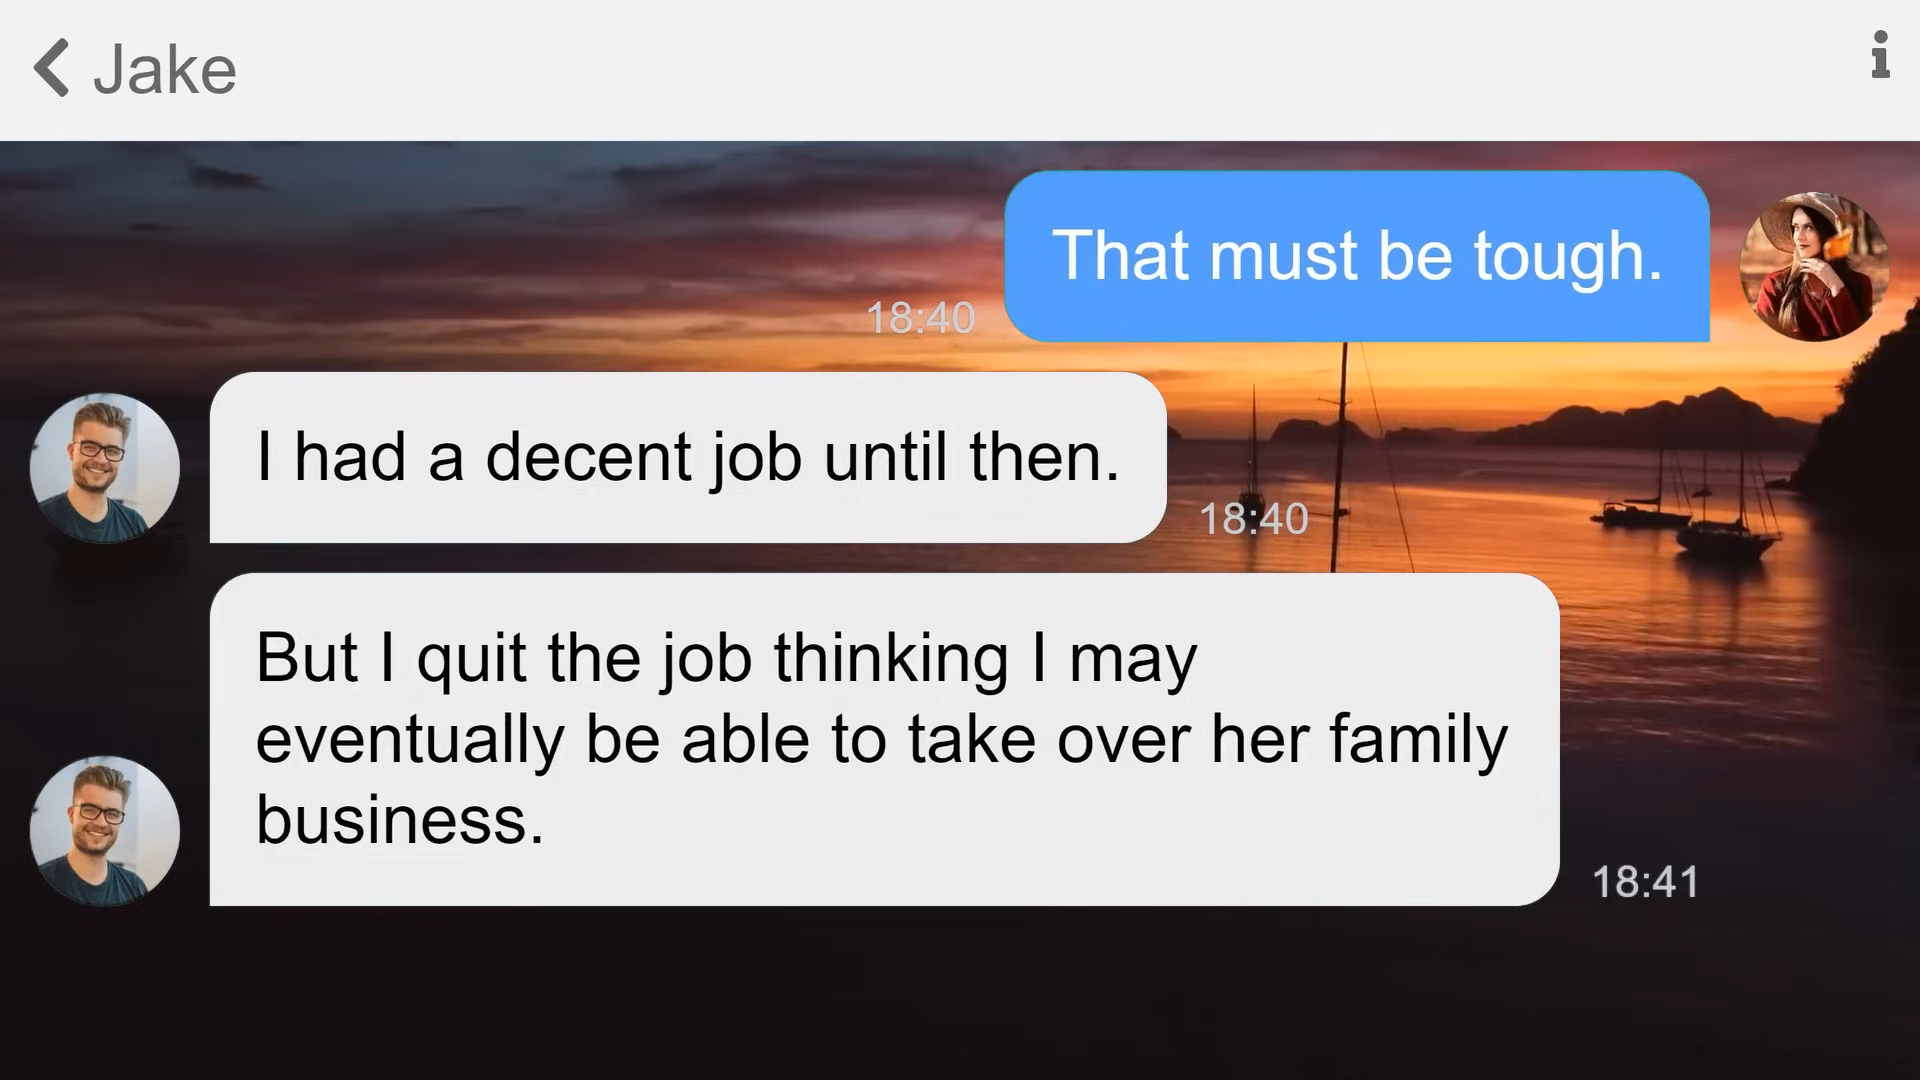 Jake
That must be tough.
18:40
I had a decent job until then.
18:40
But I quit the job thinking I may
eventually be able to take over her family
business.
18:41